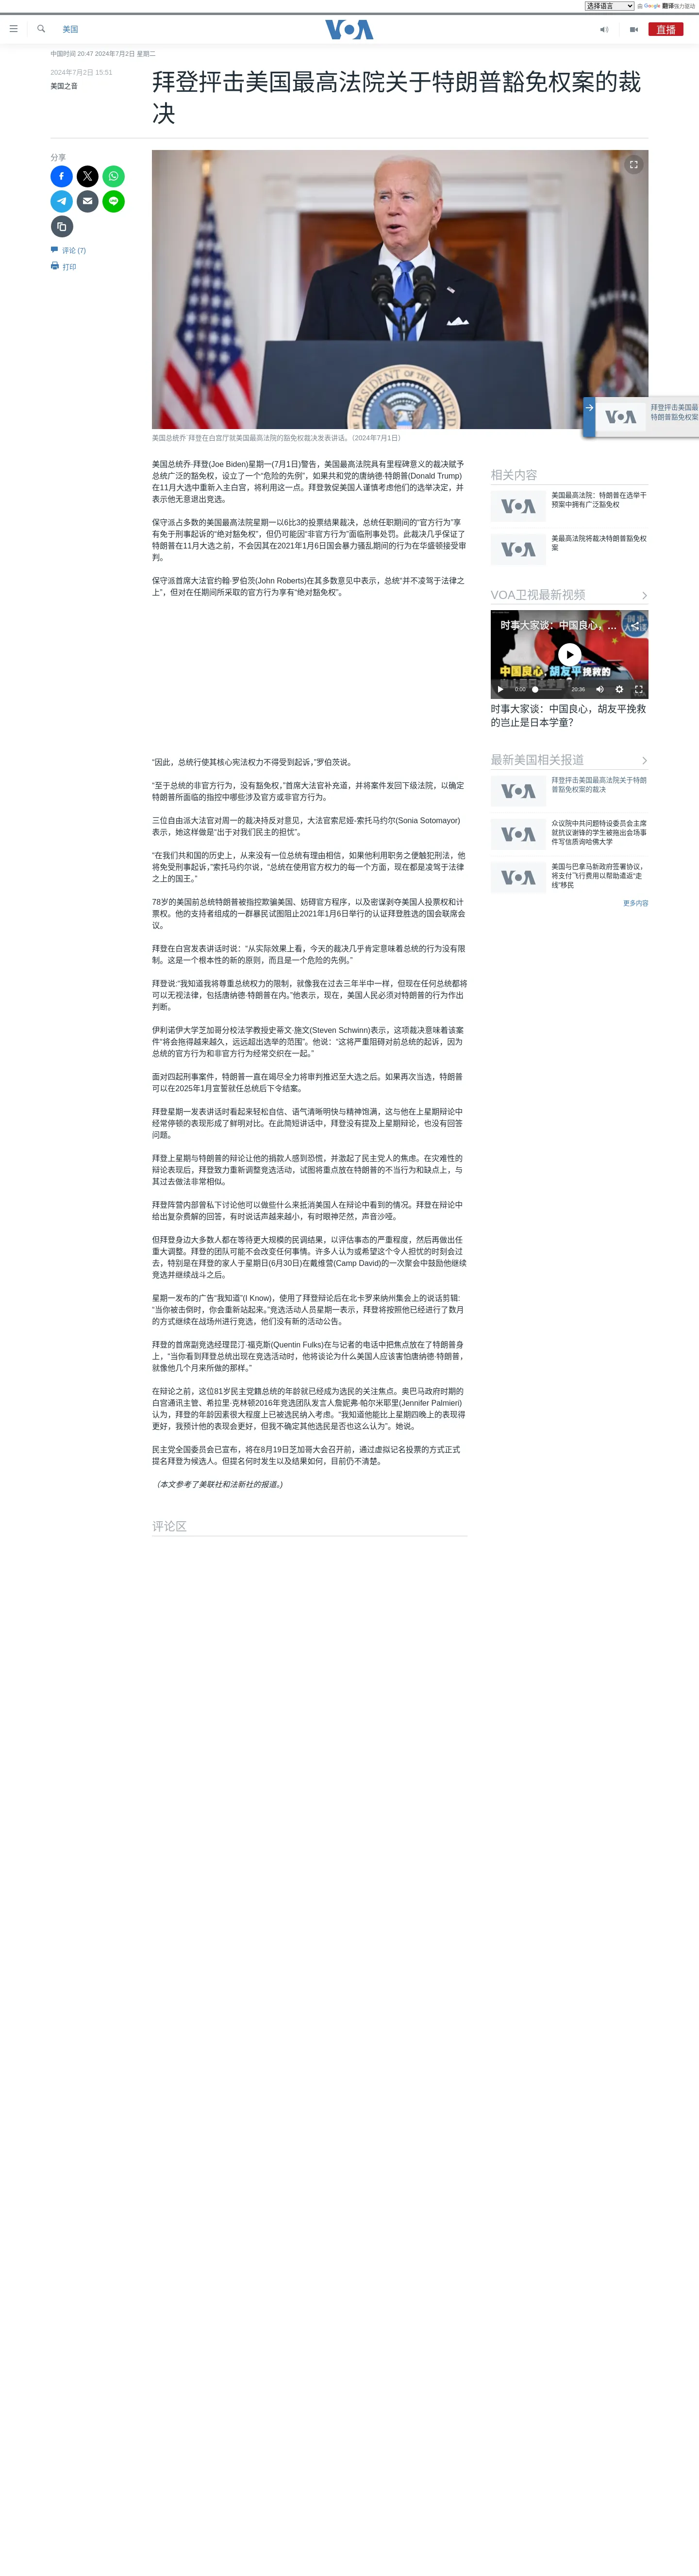 选择语言
由 Google 翻译强力驱动
美国
VOA
直播
中国时间 20:47 2024年7月2日 星期二
2024年7月2日 15:51
美国之音
拜登抨击美国最高法院关于特朗普豁免权案的裁
决
分享
评论 (7)
打印
美国总统乔˙拜登在白宫厅就美国最高法院的豁免权裁决发表讲话。（2024年7月1日）
拜登抨击美国最
特朗普豁免权案
VOA
美国总统乔·拜登(Joe Biden)星期一(7月1日)警告，美国最高法院具有里程碑意义的裁决赋予
总统广泛的豁免权，设立了一个“危险的先例”，如果共和党的唐纳德·特朗普(Donald Trump)
在11月大选中重新入主白宫，将利用这一点。拜登敦促美国人谨慎考虑他们的选举决定，并
表示他无意退出竞选。
保守派占多数的美国最高法院星期一以6比3的投票结果裁决，总统任职期间的“官方行为”享
有免于刑事起诉的“绝对豁免权”，但仍可能因“非官方行为”面临刑事处罚。此裁决几乎保证了
特朗普在11月大选之前，不会因其在2021年1月6日国会暴力骚乱期间的行为在华盛顿接受审
判。
保守派首席大法官约翰·罗伯茨(John Roberts)在其多数意见中表示，总统“并不凌驾于法律之
上”，但对在任期间所采取的官方行为享有“绝对豁免权”。
“因此，总统行使其核心宪法权力不得受到起诉，”罗伯茨说。
“至于总统的非官方行为，没有豁免权，”首席大法官补充道，并将案件发回下级法院，以确定
特朗普所面临的指控中哪些涉及官方或非官方行为。
三位自由派大法官对周一的裁决持反对意见，大法官索尼娅·索托马约尔(Sonia Sotomayor)
表示，她这样做是“出于对我们民主的担忧”。
“在我们共和国的历史上，从来没有一位总统有理由相信，如果他利用职务之便触犯刑法，他
将免受刑事起诉，”索托马约尔说，“总统在使用官方权力的每一个方面，现在都是凌驾于法律
之上的国王。”
78岁的美国前总统特朗普被指控欺骗美国、妨碍官方程序，以及密谋剥夺美国人投票权和计
票权。他的支持者组成的一群暴民试图阻止2021年1月6日举行的认证拜登胜选的国会联席会
议。
拜登在白宫发表讲话时说：“从实际效果上看，今天的裁决几乎肯定意味着总统的行为没有限
制。这是一个根本性的新的原则，而且是一个危险的先例。”
拜登说:“我知道我将尊重总统权力的限制，就像我在过去三年半中一样，但现在任何总统都将
可以无视法律，包括唐纳德·特朗普在内。”他表示，现在，美国人民必须对特朗普的行为作出
判断。
伊利诺伊大学芝加哥分校法学教授史蒂文·施文(Steven Schwinn)表示，这项裁决意味着该案
件“将会拖得越来越久，远远超出选举的范围”。他说：“这将严重阻碍对前总统的起诉，因为
总统的官方行为和非官方行为经常交织在一起。”
面对四起刑事案件，特朗普一直在竭尽全力将审判推迟至大选之后。如果再次当选，特朗普
可以在2025年1月宣誓就任总统后下令结案。
拜登星期一发表讲话时看起来轻松自信、语气清晰明快与精神饱满，这与他在上星期辩论中
经常停顿的表现形成了鲜明对比。在此简短讲话中，拜登没有提及上星期辩论，也没有回答
问题。
拜登上星期与特朗普的辩论让他的捐款人感到恐慌，并激起了民主党人的焦虑。在灾难性的
辩论表现后，拜登致力重新调整竞选活动，试图将重点放在特朗普的不当行为和缺点上，与
其过去做法非常相似。
拜登阵营内部曾私下讨论他可以做些什么来抵消美国人在辩论中看到的情况。拜登在辩论中
给出复杂费解的回答，有时说话声越来越小，有时眼神茫然，声音沙哑。
但拜登身边大多数人都在等待更大规模的民调结果，以评估事态的严重程度，然后再做出任
重大调整。拜登的团队可能不会改变任何事情。许多人认为或希望这个令人担忧的时刻会过
去，特别是在拜登的家人于星期日(6月30日)在戴维营(Camp David)的一次聚会中鼓励他继续
竞选并继续战斗之后。
星期一发布的广告“我知道”(I Know)，使用了拜登辩论后在北卡罗来纳州集会上的说话剪辑:
“当你被击倒时，你会重新站起来。”竞选活动人员星期一表示，拜登将按照他已经进行了数月
的方式继续在战场州进行竞选，他们没有新的活动公告。
拜登的首席副竞选经理昆汀·福克斯(Quentin Fulks)在与记者的电话中把焦点放在了特朗普身
上，“当你看到拜登总统出现在竞选活动时，他将谈论为什么美国人应该害怕唐纳德·特朗普，
就像他几个月来所做的那样。”
在辩论之前，这位81岁民主党籍总统的年龄就已经成为选民的关注焦点。奥巴马政府时期的
白宫通讯主管、希拉里·克林顿2016年竞选团队发言人詹妮弗·帕尔米耶里(Jennifer Palmieri)
认为，拜登的年龄因素很大程度上已被选民纳入考虑。“我知道他能比上星期四晚上的表现得
更好，我预计他的表现会更好，但我不确定其他选民是否也这么认为”。她说。
民主党全国委员会已宣布，将在8月19日芝加哥大会召开前，通过虚拟记名投票的方式正式
提名拜登为候选人。但提名何时发生以及结果如何，目前仍不清楚。
（本文参考了美联社和法新社的报道。)
评论区
相关内容
VOA
美国最高法院：特朗普在选举干
预案中拥有广泛豁免权
VOA
美最高法院将裁决特朗普豁免权
案
VOA卫视最新视频
时事大家谈：中国良心，…
中国良心，胡友平挽救的
0:00
20:36
时事大家谈：中国良心，胡友平挽救
的岂止是日本学童？
最新美国相关报道
VOA
拜登抨击美国最高法院关于特朗
普豁免权案的裁决
VOA
众议院中共问题特设委员会主席
就抗议谢锋的学生被拖出会场事
件写信质询哈佛大学
VOA
美国与巴拿马新政府签署协议，
将支付飞行费用以帮助遣返“走
线”移民
更多内容